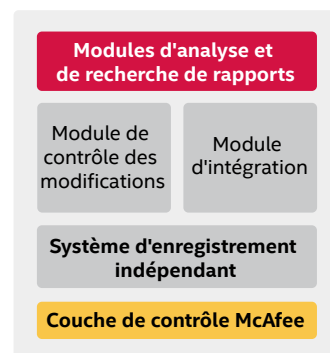 Modules d'analyse et
de recherche de rapports
Module de
contrôle des
modifications
Module
d'intégration
Système d'enregistrement
indépendant
Couche de contrôle McAfee